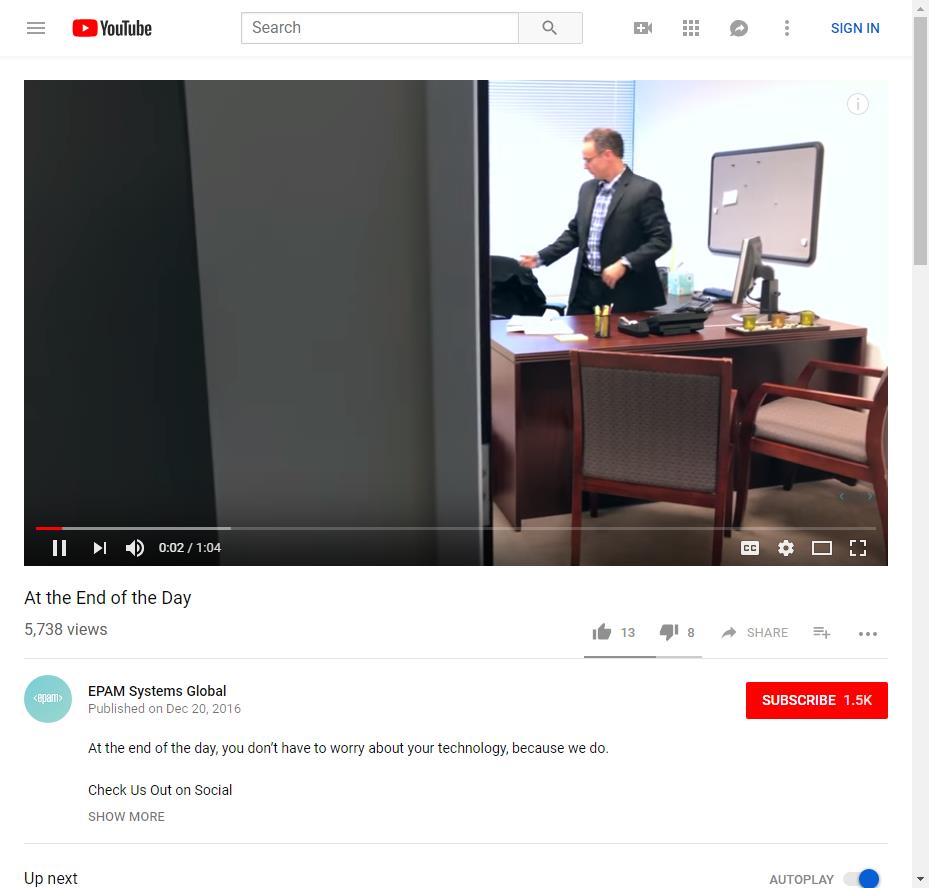 YouTube
Search
SIGN IN
0:02 / 1:04
CC
At the End of the Day
5,738 views
13
8
SHARE
<epam>
EPAM Systems Global
Published on Dec 20, 2016
SUBSCRIBE 1.5K
At the end of the day, you don’t have to worry about your technology, because we do.
Check Us Out on Social
SHOW MORE
Up next
AUTOPLAY